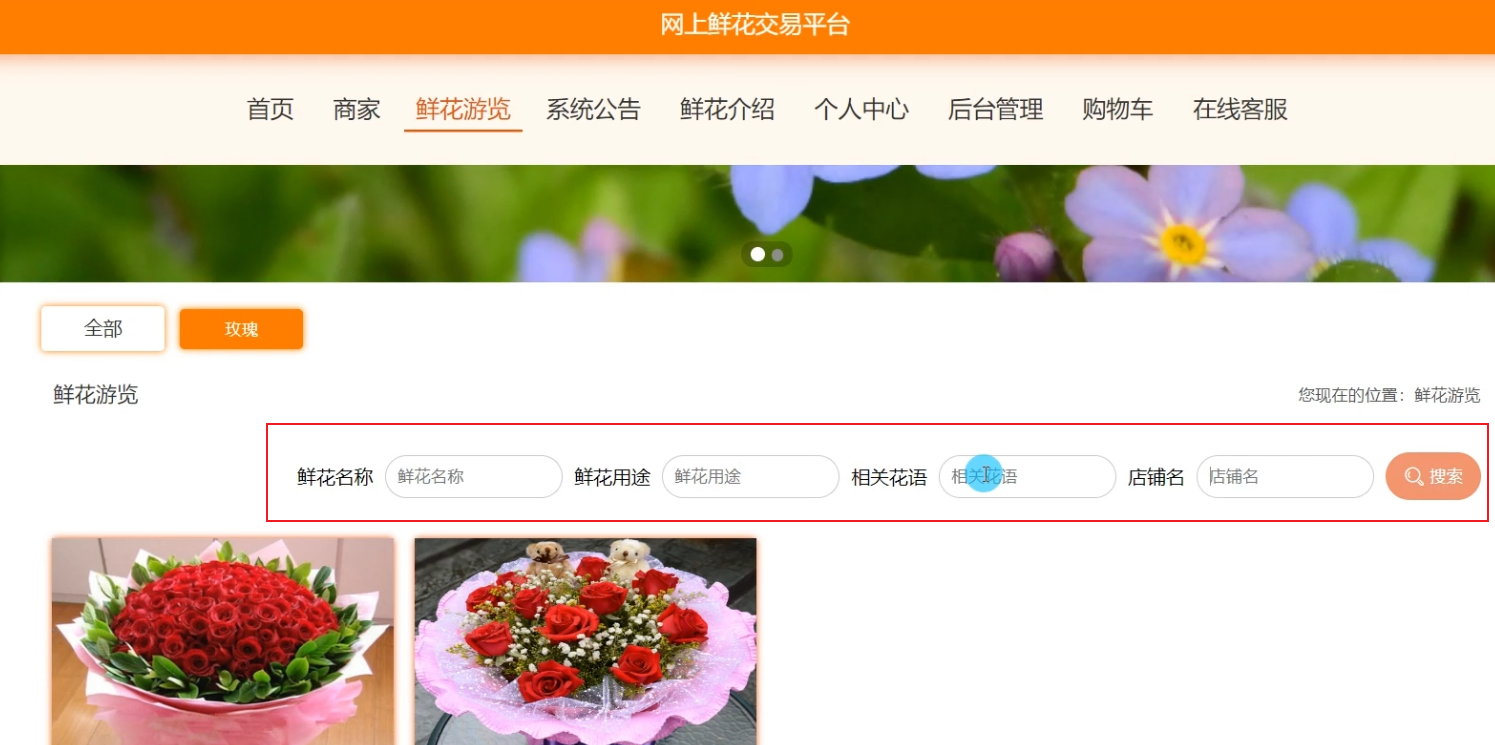 网上鲜花交易平台
首页 商家 鲜花游览 系统公告 鲜花介绍 个人中心 后台管理 购物车 在线客服
全部 玫瑰
鲜花游览 您现在的位置：鲜花游览
鲜花名称 鲜花名称 鲜花用途 鲜花用途 相关花语 相关花语 店铺名 店铺名 搜索